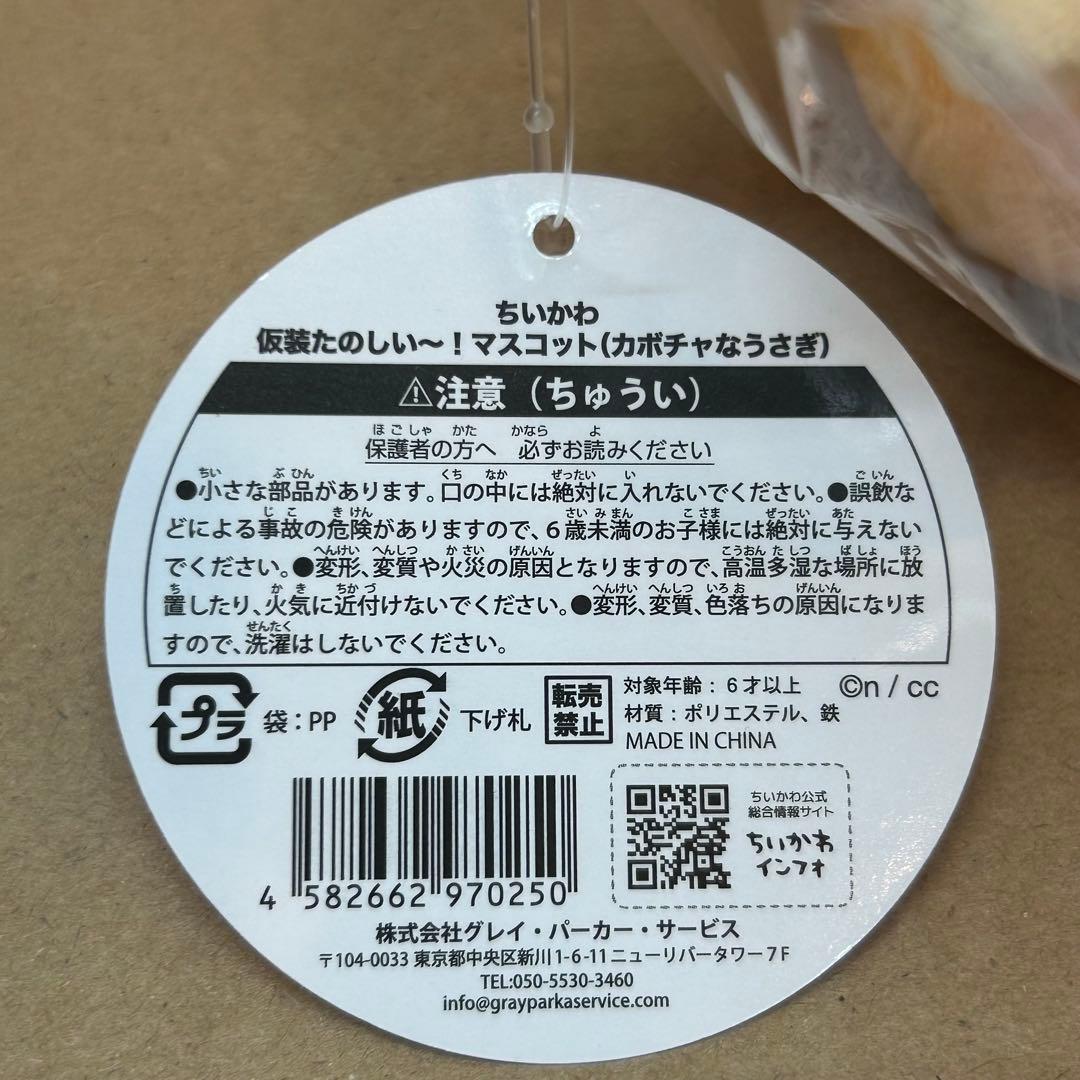 ちいかわ
仮装たのしい～！マスコット（カボチャなうさぎ）
⚠注意（ちゅうい）
ほごしゃ かた かなら よ
保護者の方へ 必ずお読みください
ちい ぶひん くち なか ぜったい い ごいん
●小さな部品があります。口の中には絶対に入れないでください。●誤飲な
じこ きけん さいみまん こさま ぜったい あた
どによる事故の危険がありますので、6歳未満のお子様には絶対に与えない
へんけい へんしつ かさい げんいん こうおんたしつ ばしょ ほう
でください。●変形、変質や火災の原因となりますので、高温多湿な場所に放
ち かき ちかづ へんけい へんしつ いろお げんいん
置したり、火気に近付けないでください。●変形、変質、色落ちの原因になりま
せんたく
すので、洗濯はしないでください。
プラ 袋：PP 紙 下げ札
転売
禁止
対象年齢：6才以上 ©n / cc
材質：ポリエステル、鉄
MADE IN CHINA
ちいかわ公式
総合情報サイト
ちいかわ
インフォ
4 582662 970250
株式会社グレイ・パーカー・サービス
〒104-0033 東京都中央区新川1-6-11 ニューリバータワー 7F
TEL:050-5530-3460
info@grayparkaservice.com